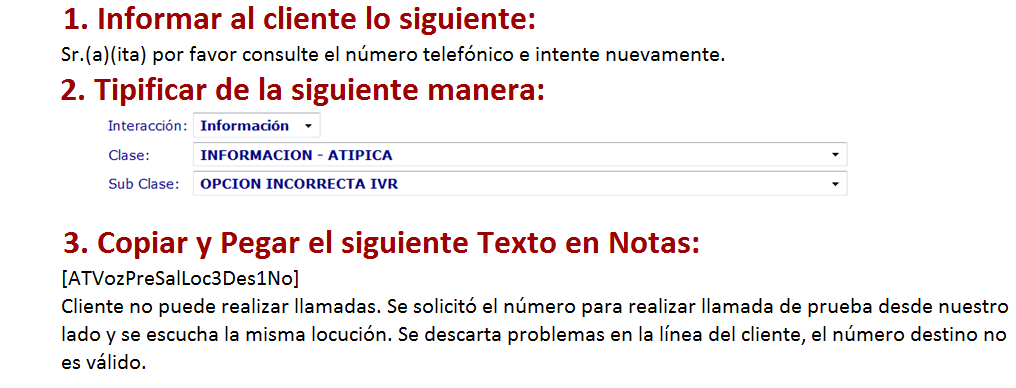 1. Informar al cliente lo siguiente:
Sr.(a)(ita) por favor consulte el número telefónico e intente nuevamente.
2. Tipificar de la siguiente manera:
Interacción: Información
Clase: INFORMACION - ATIPICA
Sub Clase: OPCION INCORRECTA IVR
3. Copiar y Pegar el siguiente Texto en Notas:
[ATVozPreSalLoc3Des1No]
Cliente no puede realizar llamadas. Se solicitó el número para realizar llamada de prueba desde nuestro
lado y se escucha la misma locución. Se descarta problemas en la línea del cliente, el número destino no
es válido.